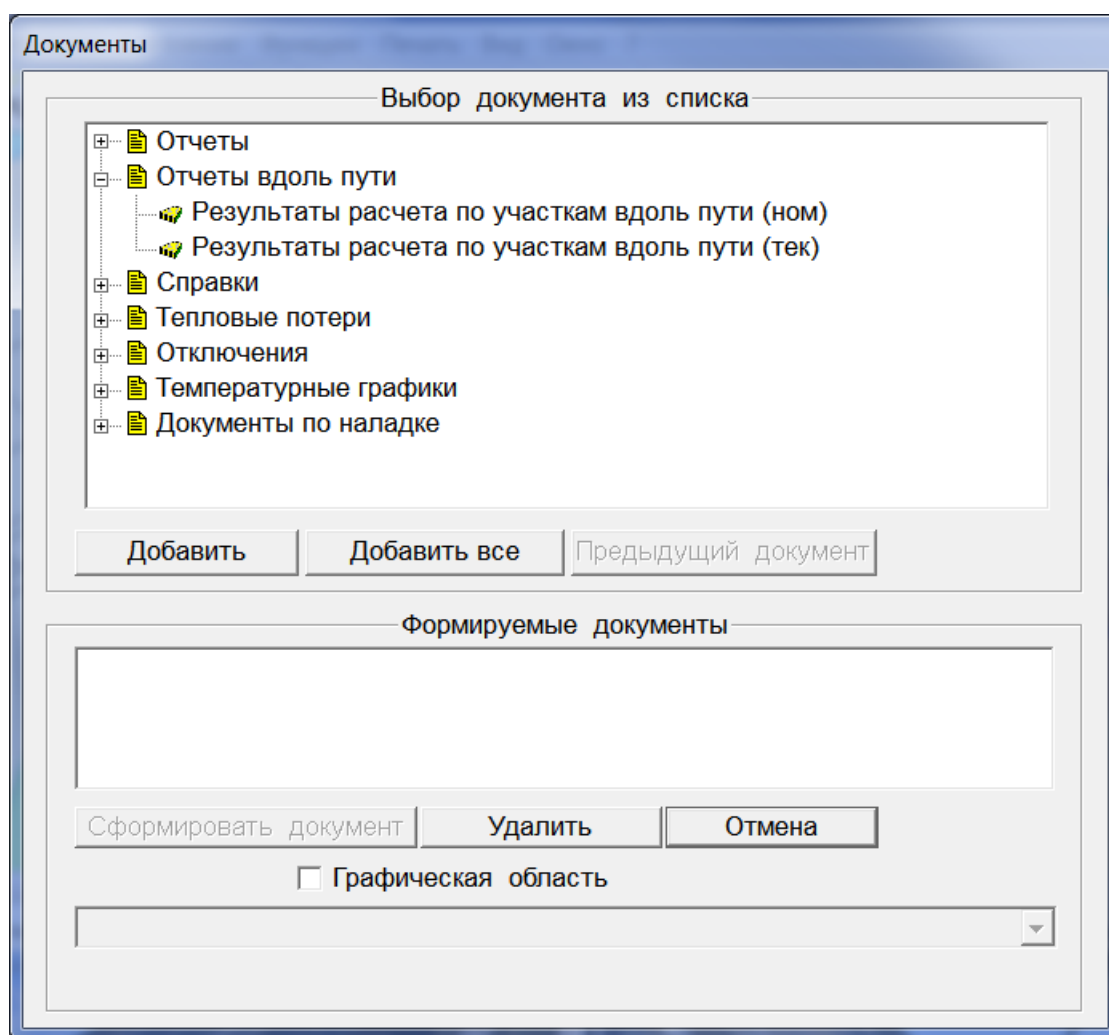 Документы
Выбор документа из списка
Отчеты
Отчеты вдоль пути
Результаты расчета по участкам вдоль пути (ном)
Результаты расчета по участкам вдоль пути (тек)
Справки
Тепловые потери
Отключения
Температурные графики
Документы по наладке
Добавить Добавить все Предыдущий документ
Формируемые документы
Сформировать документ Удалить Отмена
Графическая область